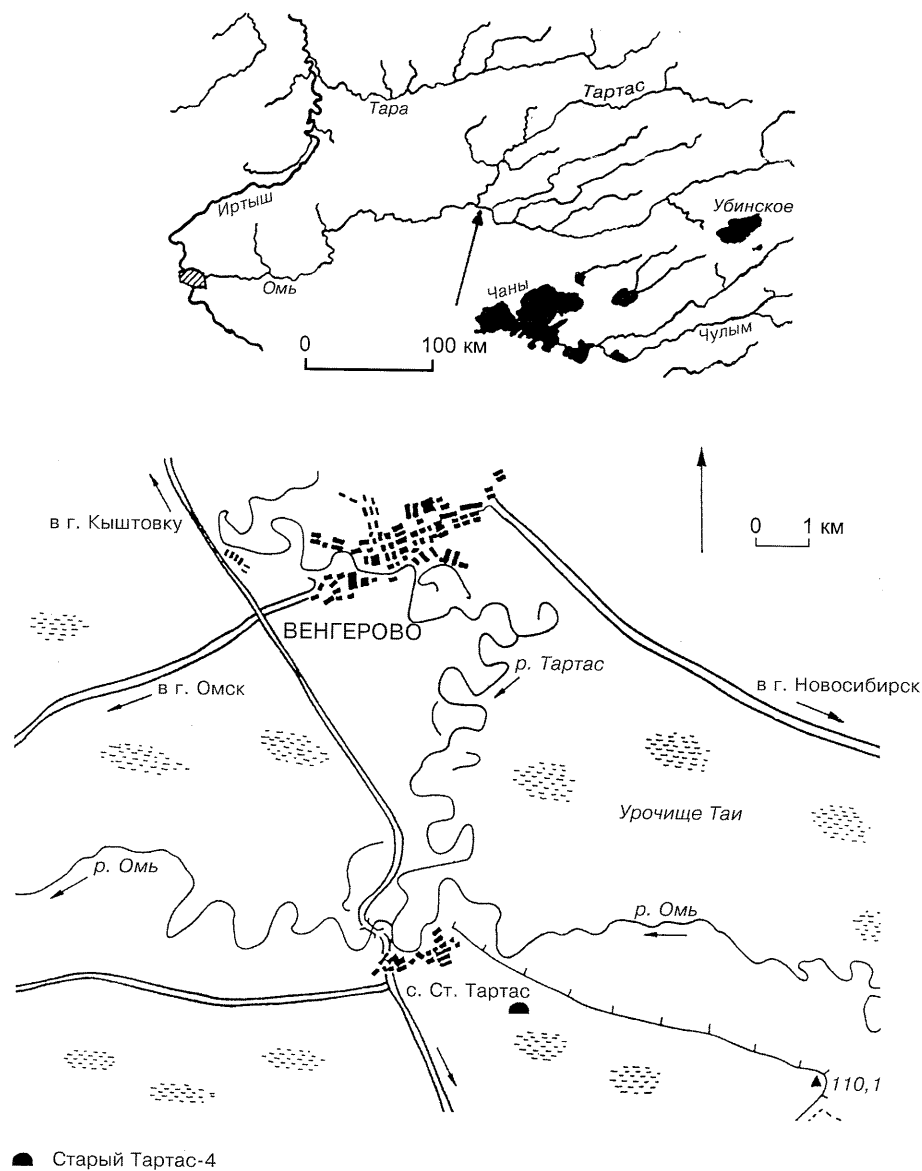 Тара
Тартас
Иртыш
Убинское
Омь
Чаны
Чулым
0 100 км
в г. Кыштовку
0 1 км
ВЕНГЕРОВО
р. Тартас
в г. Омск
в г. Новосибирск
Урочище Таи
р. Омь
р. Омь
с. Ст. Тартас
110,1
Старый Тартас-4